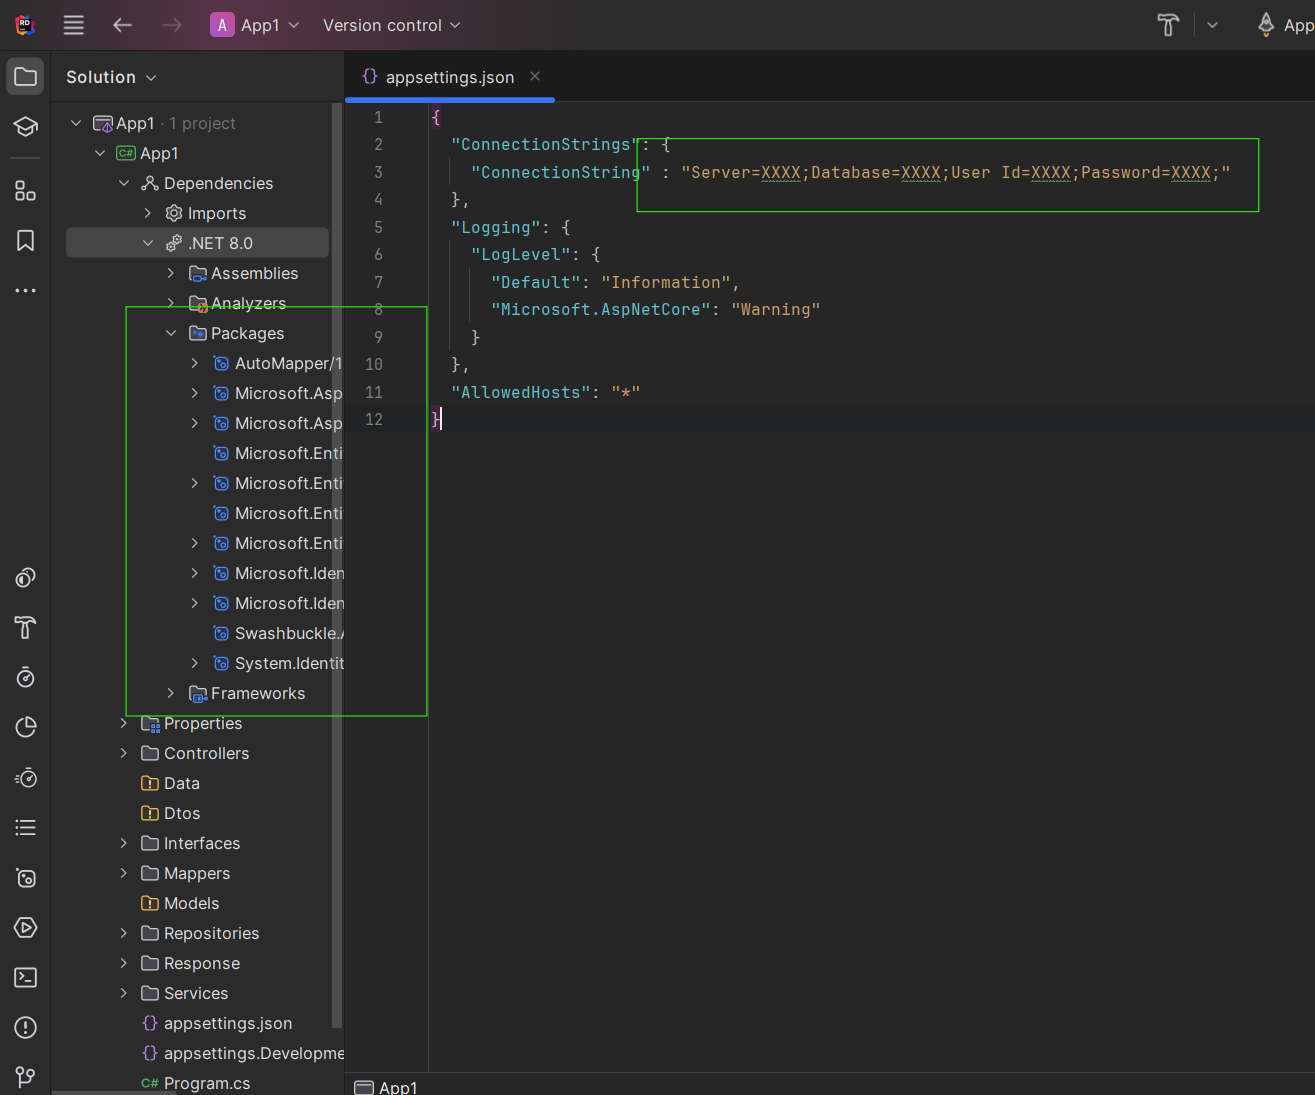 RD
A App1 Version control
App
Solution
appsettings.json
App1 · 1 project
C# App1
Dependencies
Imports
.NET 8.0
Assemblies
Analyzers
Packages
AutoMapper/1
Microsoft.Asp
Microsoft.Asp
Microsoft.Enti
Microsoft.Enti
Microsoft.Enti
Microsoft.Enti
Microsoft.Iden
Microsoft.Iden
Swashbuckle.A
System.Identit
Frameworks
Properties
Controllers
Data
Dtos
Interfaces
Mappers
Models
Repositories
Response
Services
{} appsettings.json
{} appsettings.Developme
C# Program.cs
1 {
2 "ConnectionStrings": {
3 "ConnectionString" : "Server=XXXX;Database=XXXX;User Id=XXXX;Password=XXXX;"
4 },
5 "Logging": {
6 "LogLevel": {
7 "Default": "Information",
8 "Microsoft.AspNetCore": "Warning"
9 }
10 },
11 "AllowedHosts": "*"
12 }
App1